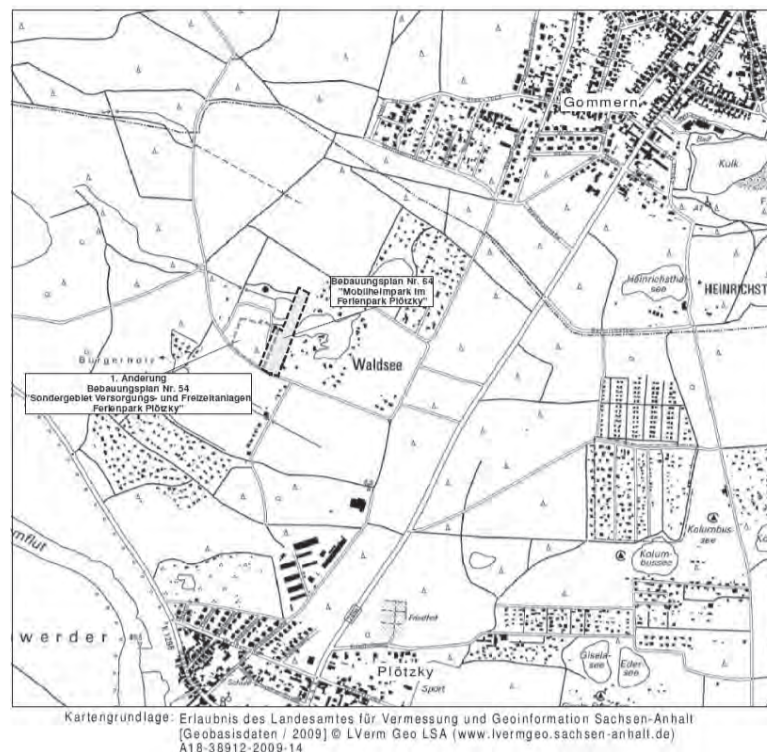 Gommern
Kulk
Heinrichsthaler
see
HEINRICHST
Bebauungsplan Nr. 64
"Mobilheimpark im
Ferienpark Plötzky"
Waldsee
Bürgerholz
1. Änderung
Bebauungsplan Nr. 54
"Sondergebiet Versorgungs- und Freizeitanlagen
Ferienpark Plötzky"
Kolumbus-
see
Kolum-
bussee
mflut
werder
Friedhof
Gisela-
see
Eder-
see
Plötzky
Sport
Schule
Kartengrundlage: Erlaubnis des Landesamtes für Vermessung und Geoinformation Sachsen-Anhalt
[Geobasisdaten / 2009] © LVerm Geo LSA (www.lvermgeo.sachsen-anhalt.de)
A18-38912-2009-14